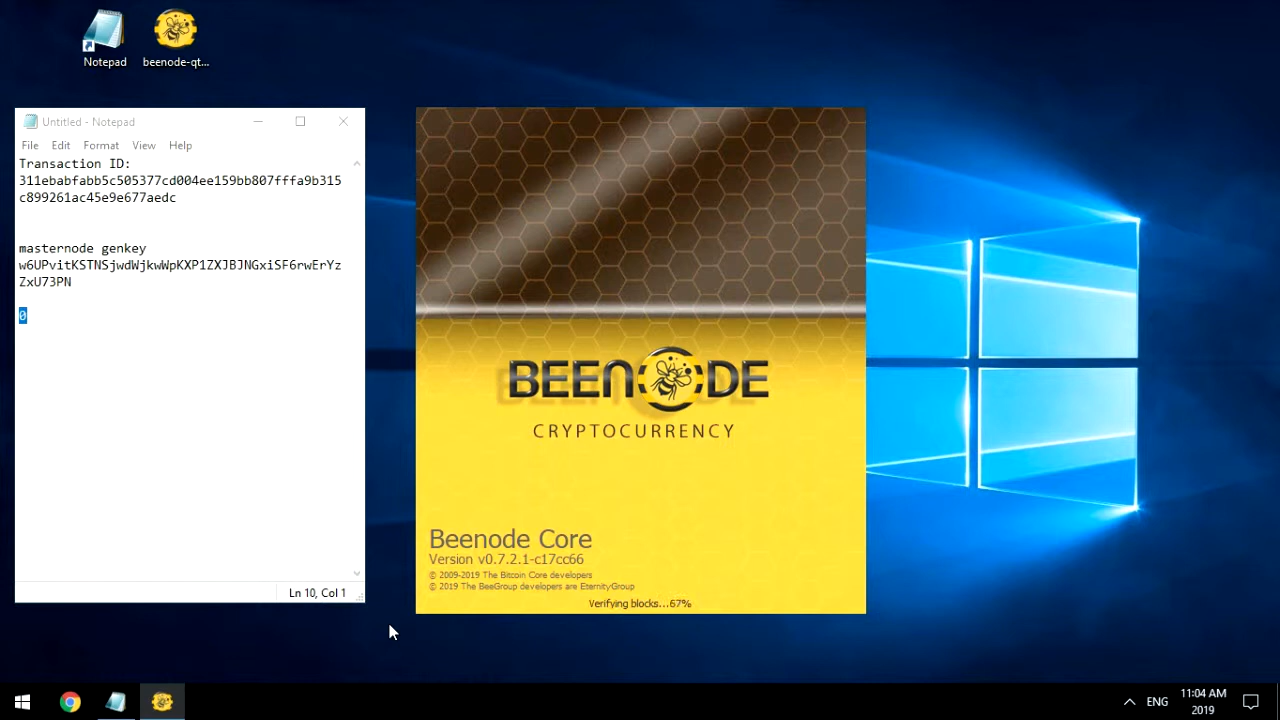 Notepad
beenode-qt...
Untitled - Notepad
File Edit Format View Help
Transaction ID:
311ebabfabb5c505377cd004ee159bb807fffa9b315
c899261ac45e9e677aedc
masternode genkey
w6UPvitKSTNSjwdWjkwWpKXP1ZXJBJNGxiSF6rwErYz
ZxU73PN
0
Ln 10, Col 1
BEENODE
CRYPTOCURRENCY
Beenode Core
Version v0.7.2.1-c17cc66
© 2009-2019 The Bitcoin Core developers
© 2019 The BeeGroup developers are EternityGroup
Verifying blocks...67%
ENG
11:04 AM
2019